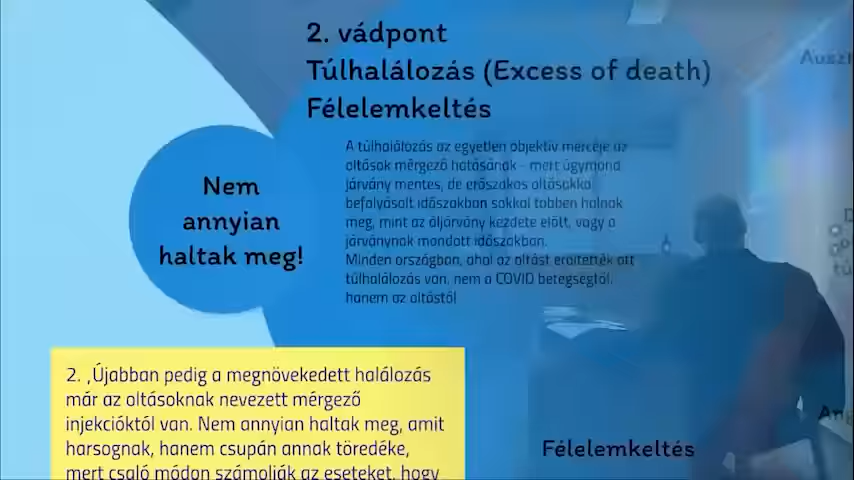 2. vádpont
Túlhalálozás (Excess of death)
Félelemkeltés
Auszt
A túlhalálozás az egyetlen objektív mércéje az
oltások mérgező hatásának - mert úgymond
járvány mentes, de erőszakos oltásokkal
befolyásolt időszakban sokkal többen halnak
meg, mint az áljárvány kezdete előtt, vagy a
járványnak mondott időszakban.
Minden országban, ahol az oltást erőltették ott
túlhalálozás van, nem a COVID betegségtől,
hanem az oltástól
Nem
annyian
haltak meg!
2. „Újabban pedig a megnövekedett halálozás
már az oltásoknak nevezett mérgező
injekcióktól van. Nem annyian haltak meg, amit
harsognak, hanem csupán annak töredéke,
mert csaló módon számolják az eseteket, hogy
Félelemkeltés
Ang